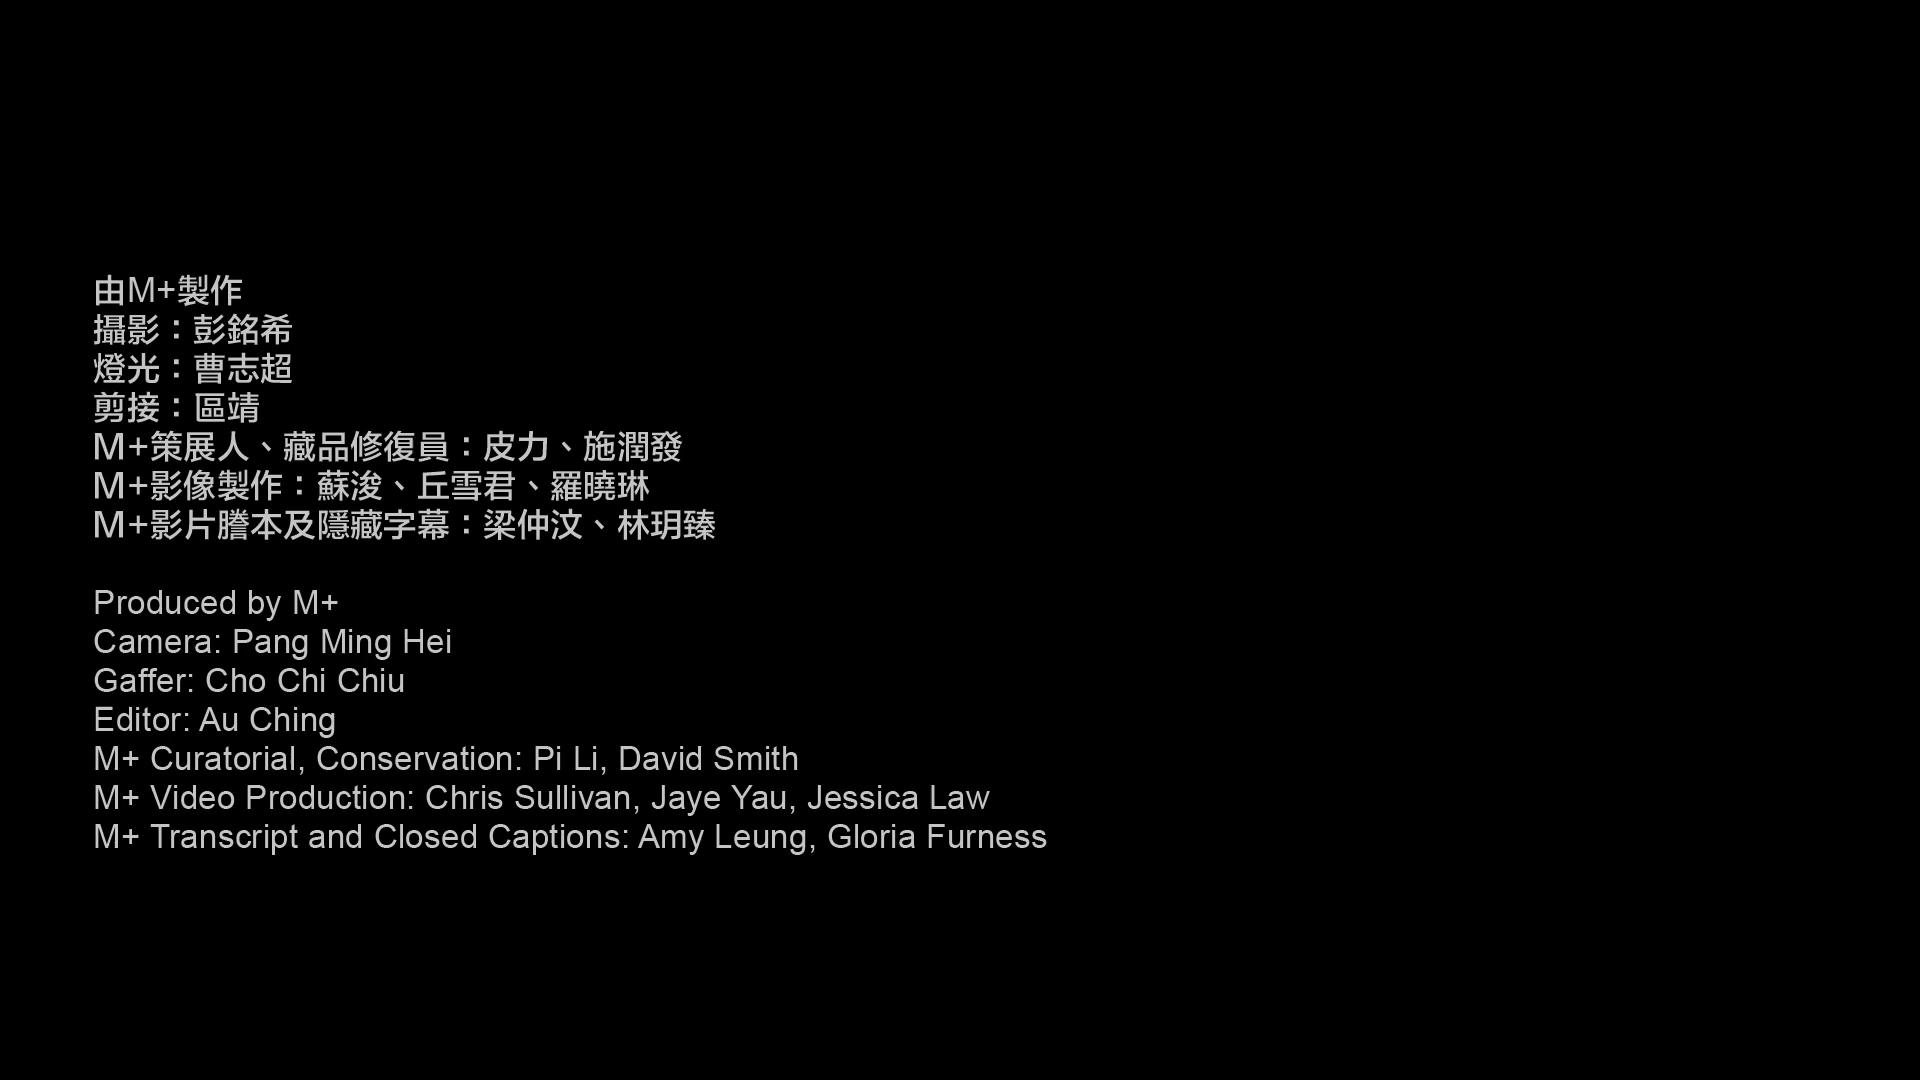 由M+製作
攝影：彭銘希
燈光：曹志超
剪接：區靖
M+策展人、藏品修復員：皮力、施潤發
M+影像製作：蘇浚、丘雪君、羅曉琳
M+影片謄本及隱藏字幕：梁仲汶、林玥臻
Produced by M+
Camera: Pang Ming Hei
Gaffer: Cho Chi Chiu
Editor: Au Ching
M+ Curatorial, Conservation: Pi Li, David Smith
M+ Video Production: Chris Sullivan, Jaye Yau, Jessica Law
M+ Transcript and Closed Captions: Amy Leung, Gloria Furness